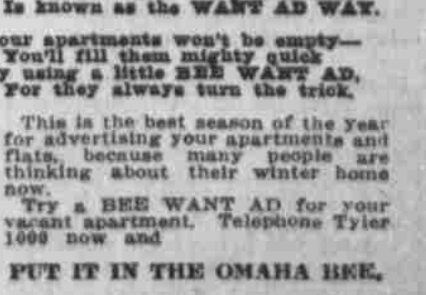 Is known as the WANT AD WAY.
our apartments won't be empty—
You'll fill them mighty quick
y using a little BEE WANT AD,
For they always turn the trick.
This is the best season of the year
for advertising your apartments and
flats, because many people are
thinking about their winter home
now.
Try a BEE WANT AD for your
vacant apartment. Telephone Tyler
1000 now and
PUT IT IN THE OMAHA BEE.